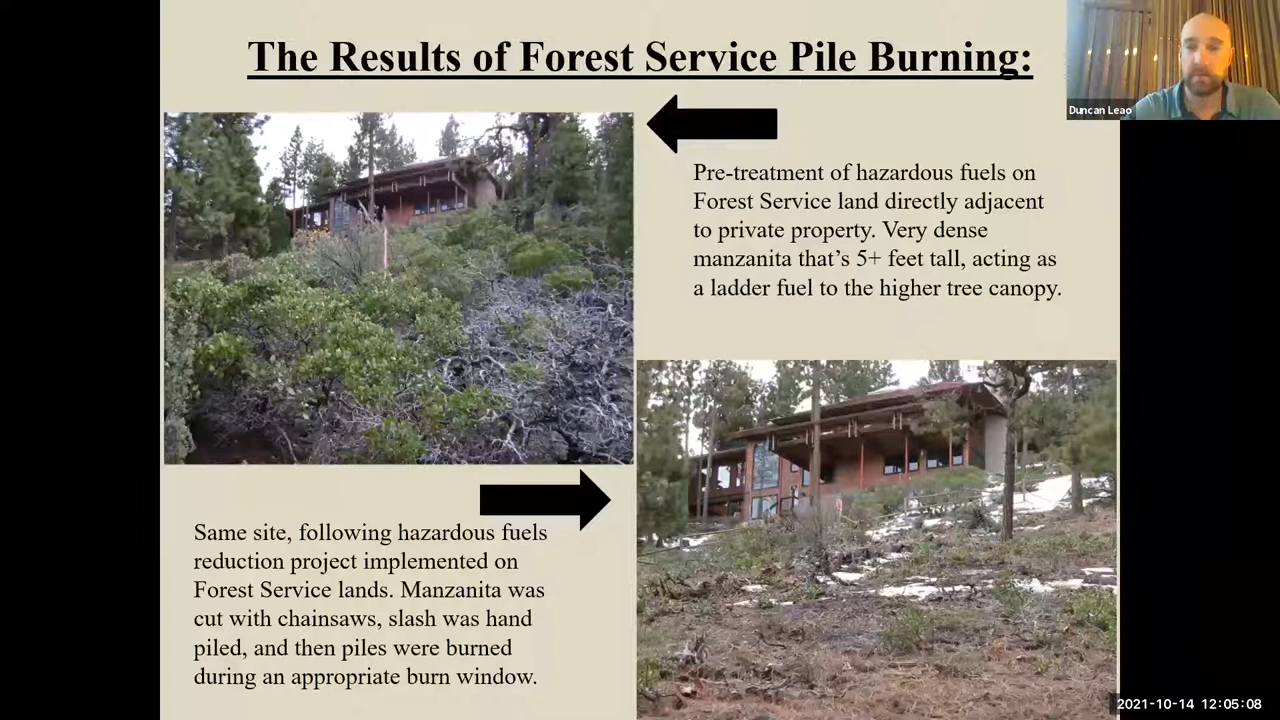 The Results of Forest Service Pile Burning:
Duncan Leao
Pre-treatment of hazardous fuels on
Forest Service land directly adjacent
to private property. Very dense
manzanita that’s 5+ feet tall, acting as
a ladder fuel to the higher tree canopy.
Same site, following hazardous fuels
reduction project implemented on
Forest Service lands. Manzanita was
cut with chainsaws, slash was hand
piled, and then piles were burned
during an appropriate burn window.
2021-10-14 12:05:08